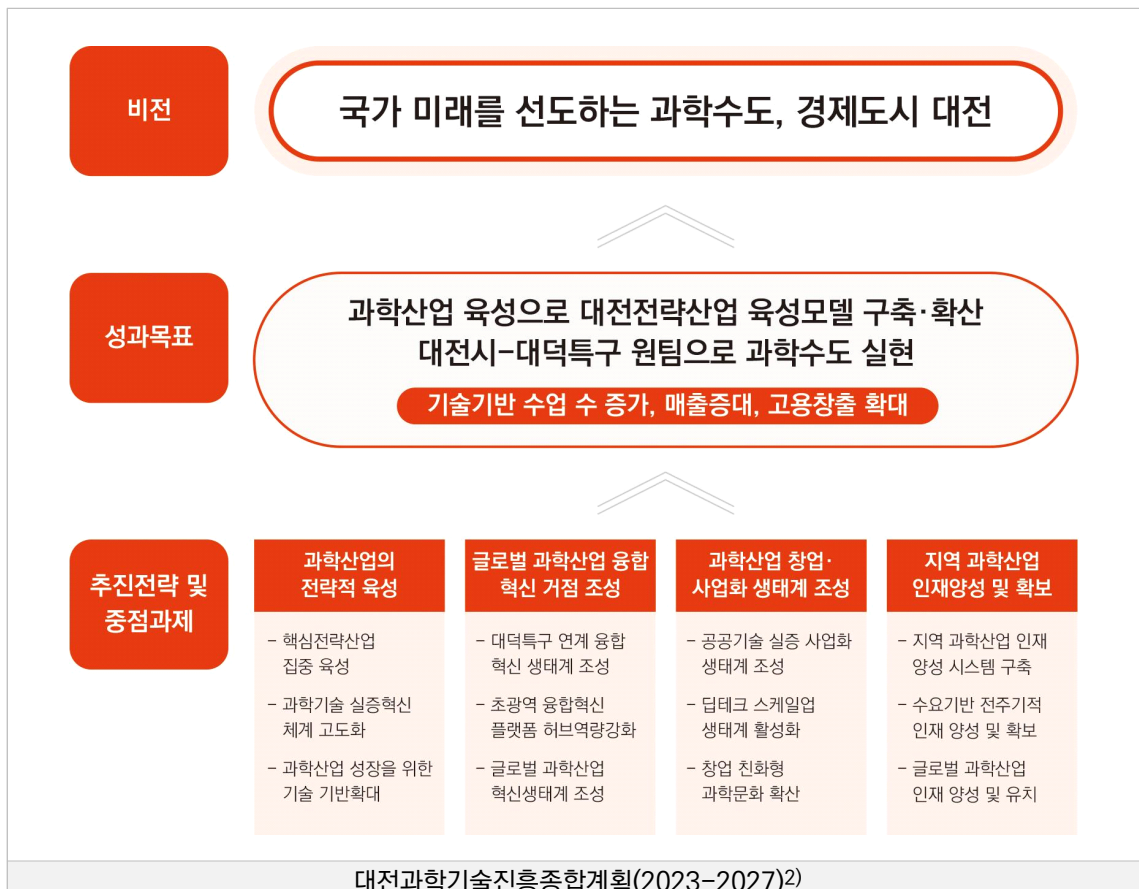 비전
국가 미래를 선도하는 과학수도, 경제도시 대전
성과목표
과학산업 육성으로 대전전략산업 육성모델 구축·확산
대전시-대덕특구 원팀으로 과학수도 실현
기술기반 수업 수 증가, 매출증대, 고용창출 확대
추진전략 및
중점과제
과학산업의
전략적 육성
- 핵심전략산업
집중 육성
- 과학기술 실증혁신
체계 고도화
- 과학산업 성장을 위한
기술 기반확대
글로벌 과학산업 융합
혁신 거점 조성
- 대덕특구 연계 융합
혁신 생태계 조성
- 초광역 융합혁신
플랫폼 허브역량강화
- 글로벌 과학산업
혁신생태계 조성
과학산업 창업·
사업화 생태계 조성
- 공공기술 실증 사업화
생태계 조성
- 딥테크 스케일업
생태계 활성화
- 창업 친화형
과학문화 확산
지역 과학산업
인재양성 및 확보
- 지역 과학산업 인재
양성 시스템 구축
- 수요기반 전주기적
인재 양성 및 확보
- 글로벌 과학산업
인재 양성 및 유치
대전과학기술진흥종합계획(2023-2027)2)